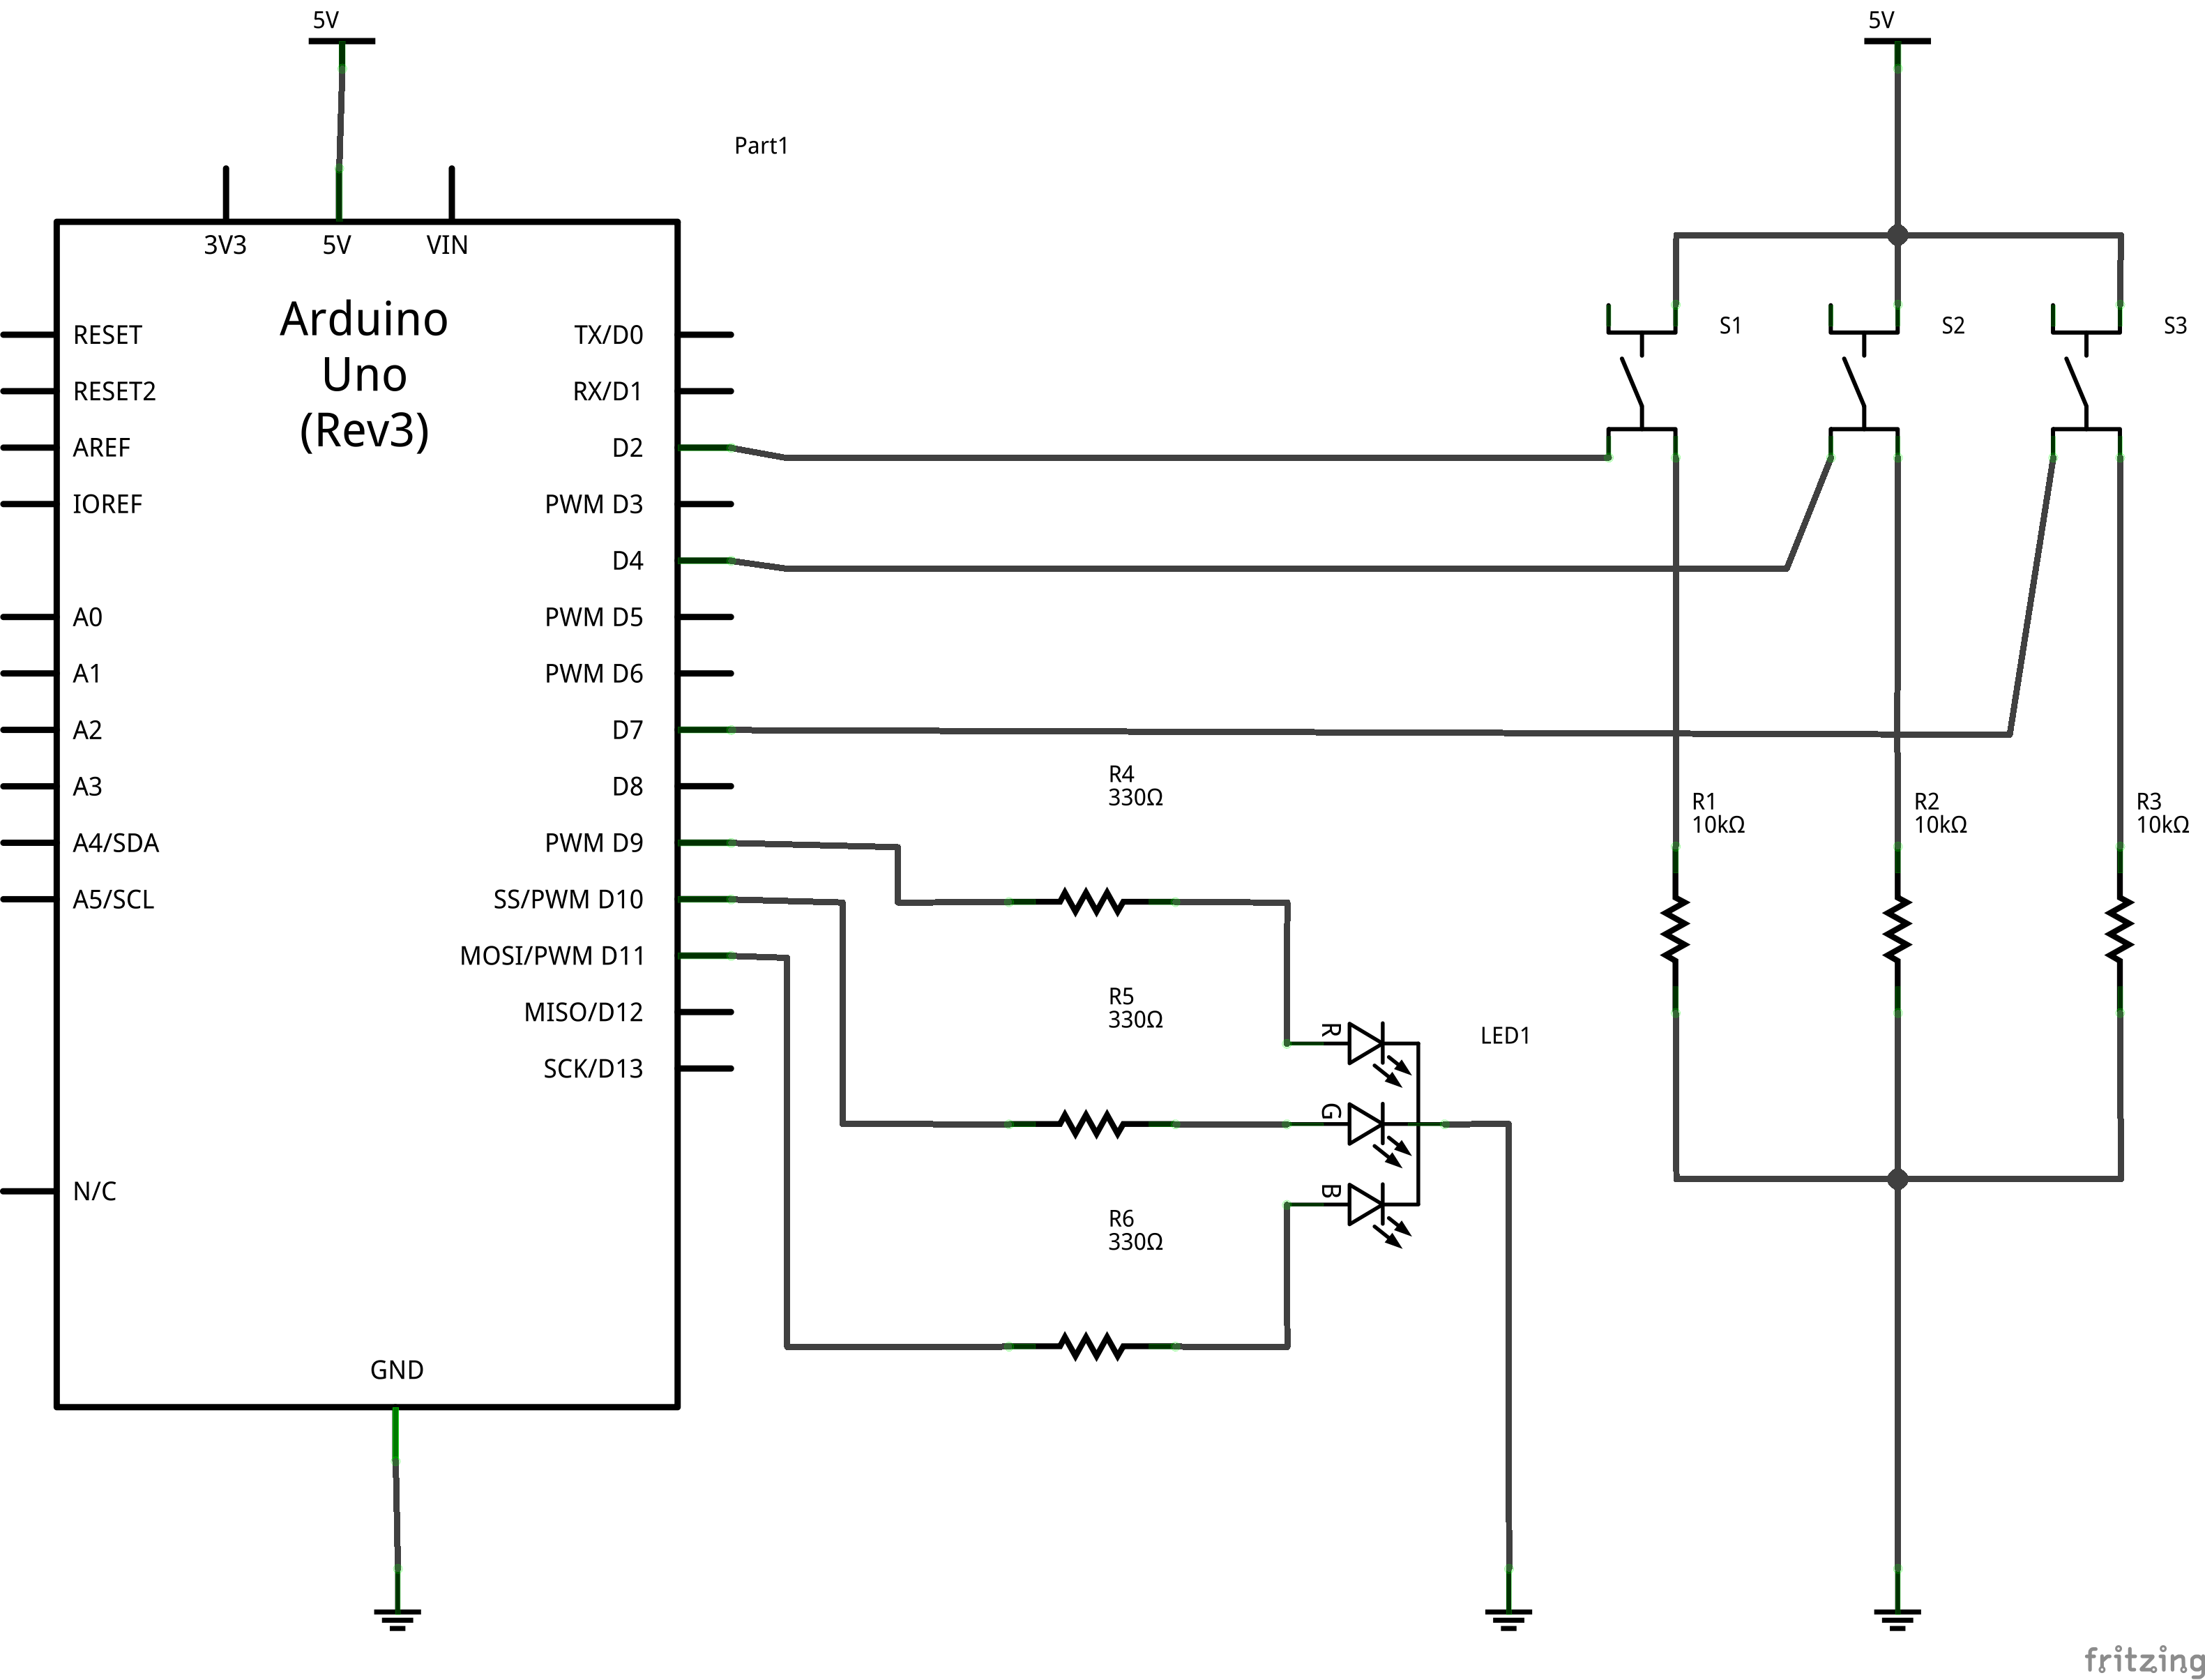 5V
5V
Part1
3V3
5V
VIN
Arduino
Uno
(Rev3)
RESET
RESET2
AREF
IOREF
A0
A1
A2
A3
A4/SDA
A5/SCL
N/C
TX/D0
RX/D1
D2
PWM D3
D4
PWM D5
PWM D6
D7
D8
PWM D9
SS/PWM D10
MOSI/PWM D11
MISO/D12
SCK/D13
GND
S1
S2
S3
R4
330Ω
R5
330Ω
R6
330Ω
R
G
B
LED1
R1
10kΩ
R2
10kΩ
R3
10kΩ
fritzing